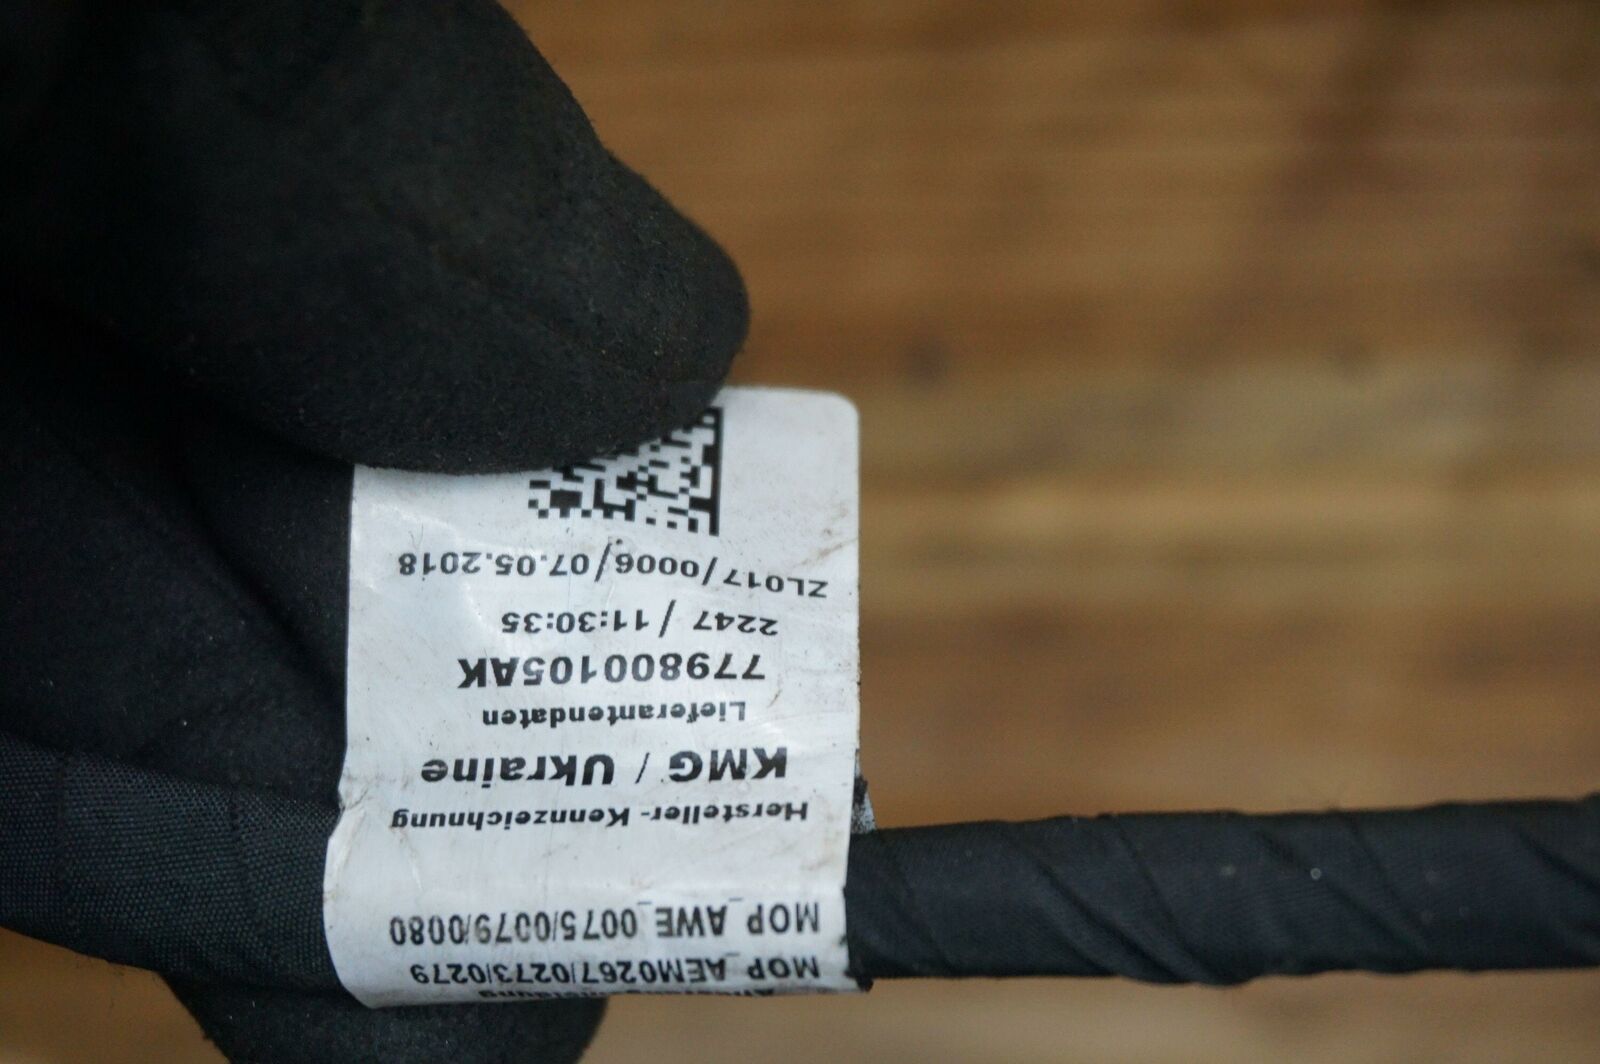 MOP_AEM0267/0273/0279
MOP_AWE_0075/0079/0080
Hersteller-Kennzeichnung
KMG / Ukraine
Lieferantendaten
779800105AK
2247 / 11:30:35
ZL017/0006/07.05.2018